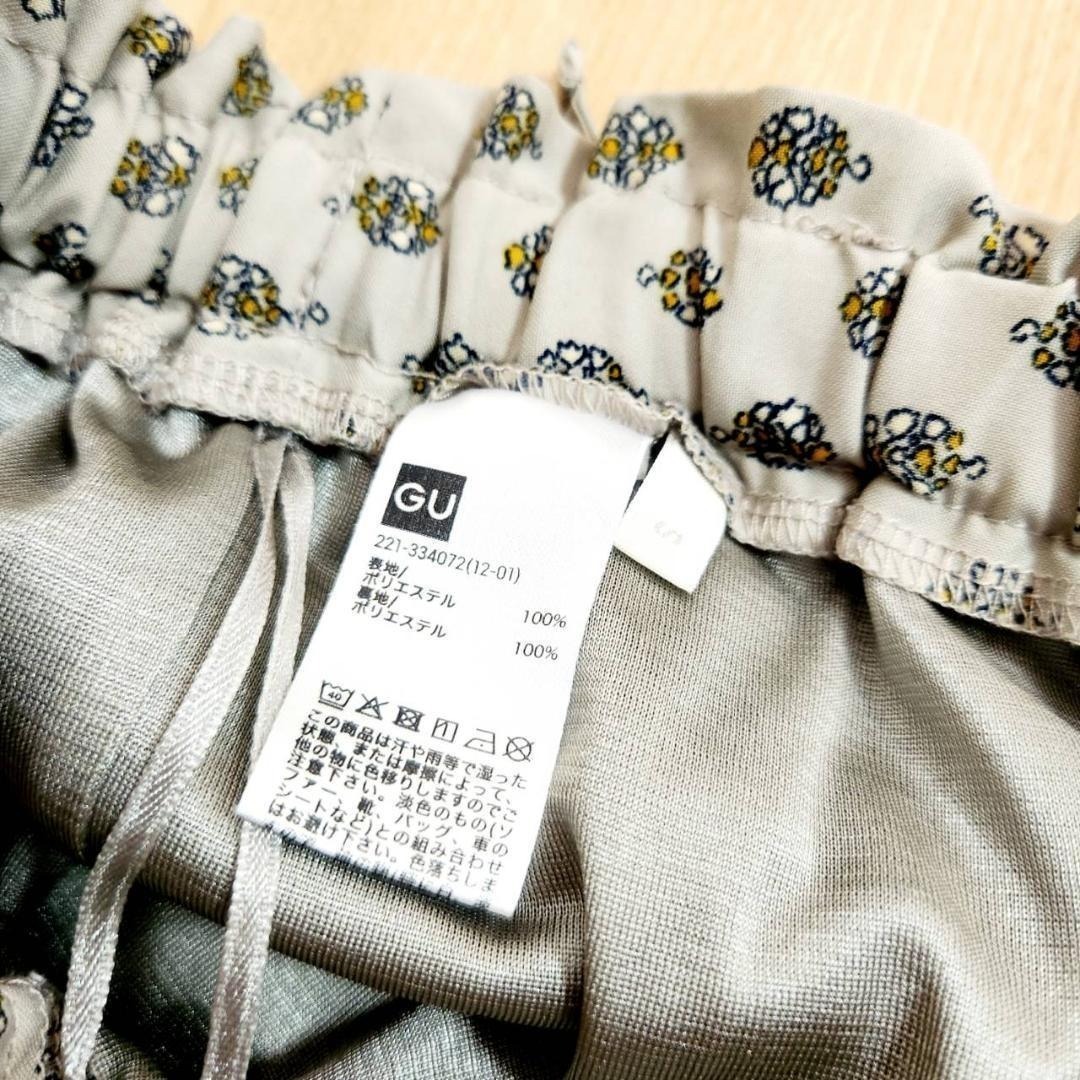 GU
221-334072(12-01)
表地/
ポリエステル
100%
裏地/
ポリエステル
100%
40
この商品は汗や雨等で湿った
状態、または摩擦によって、
他の物に色移りしますのでご
注意下さい。淡色のもの(ソ
ファー、靴、バッグ、車の
シートなど)との組み合わせ
はお避け下さい。色落ちしま